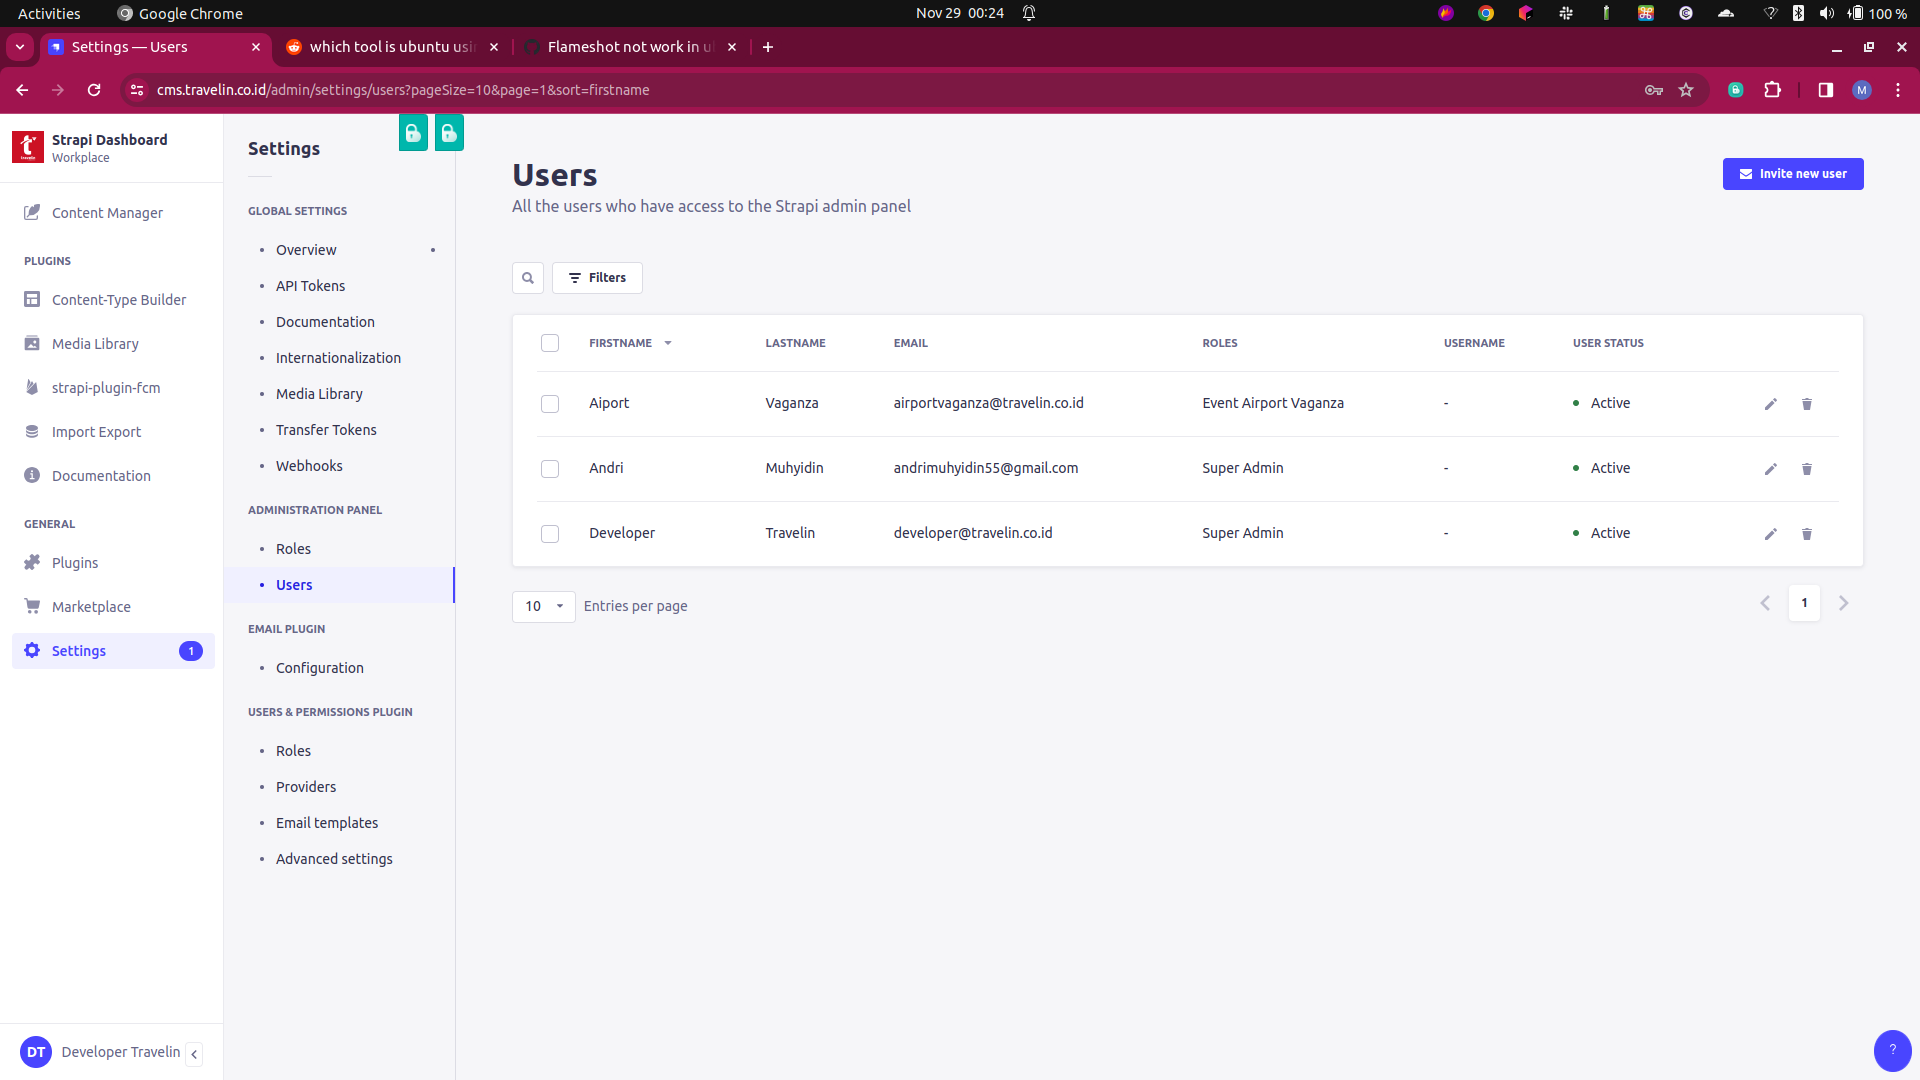 Activities
Google Chrome
Nov 29 00:24
100 %
Settings — Users
which tool is ubuntu usi
Flameshot not work in u
cms.travelin.co.id/admin/settings/users?pageSize=10&page=1&sort=firstname
M
Strapi Dashboard
Workplace
Content Manager
PLUGINS
Content-Type Builder
Media Library
strapi-plugin-fcm
Import Export
Documentation
GENERAL
Plugins
Marketplace
Settings
1
DT
Developer Travelin
Settings
GLOBAL SETTINGS
Overview
API Tokens
Documentation
Internationalization
Media Library
Transfer Tokens
Webhooks
ADMINISTRATION PANEL
Roles
Users
EMAIL PLUGIN
Configuration
USERS & PERMISSIONS PLUGIN
Roles
Providers
Email templates
Advanced settings
Users
All the users who have access to the Strapi admin panel
Invite new user
Filters
FIRSTNAME LASTNAME EMAIL ROLES USERNAME USER STATUS
Aiport Vaganza airportvaganza@travelin.co.id Event Airport Vaganza - Active
Andri Muhyidin andrimuhyidin55@gmail.com Super Admin - Active
Developer Travelin developer@travelin.co.id Super Admin - Active
10 Entries per page
1
?